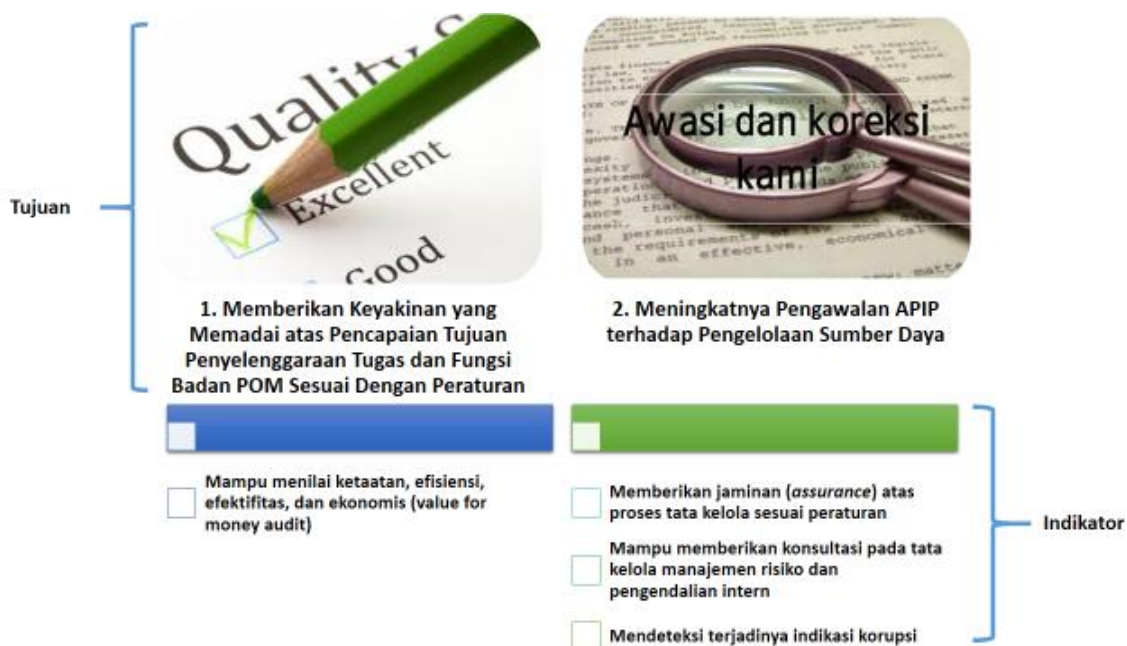 Tujuan
Quality
Excellent
Good
Awasi dan koreksi
kami
1. Memberikan Keyakinan yang
Memadai atas Pencapaian Tujuan
Penyelenggaraan Tugas dan Fungsi
Badan POM Sesuai Dengan Peraturan
2. Meningkatnya Pengawalan APIP
terhadap Pengelolaan Sumber Daya
Mampu menilai ketaatan, efisiensi,
efektifitas, dan ekonomis (value for
money audit)
Memberikan jaminan (assurance) atas
proses tata kelola sesuai peraturan
Mampu memberikan konsultasi pada tata
kelola manajemen risiko dan
pengendalian intern
Mendeteksi terjadinya indikasi korupsi
Indikator